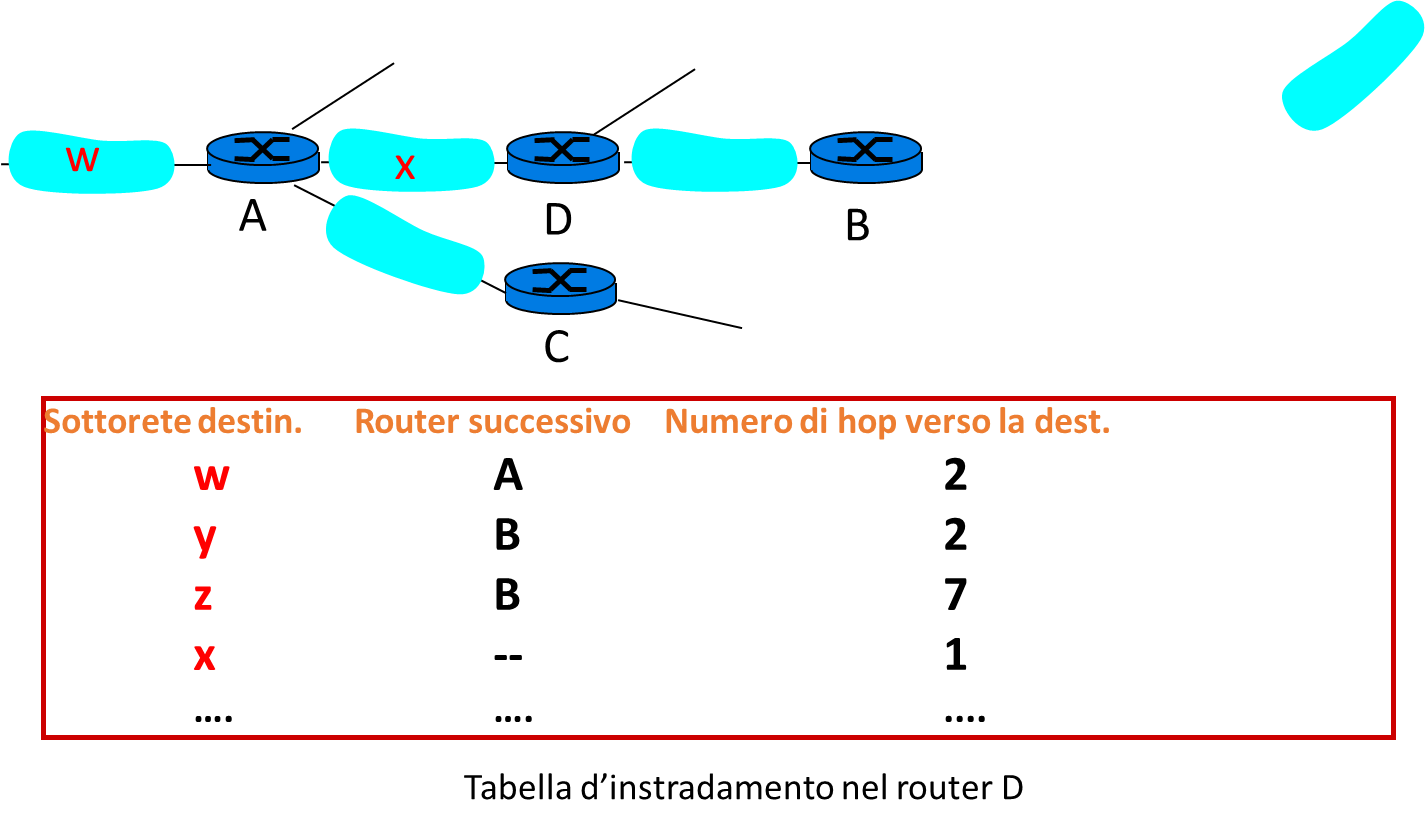 w
x
A
D
B
C
Sottorete destin. Router successivo Numero di hop verso la dest.
w A 2
y B 2
z B 7
x -- 1
…. …. ....
Tabella d’instradamento nel router D